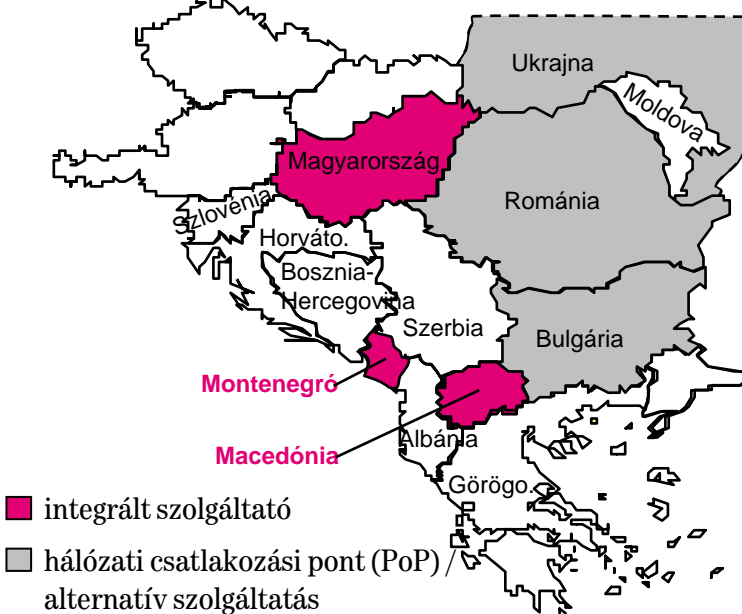 Ukrajna
Moldova
Magyarország
Románia
Szlovénia
Horváto.
Bosznia-
Hercegovina
Szerbia
Bulgária
Montenegró
Macedónia
Albánia
Görögo.
integrált szolgáltató
hálózati csatlakozási pont (PoP) /
alternatív szolgáltatás